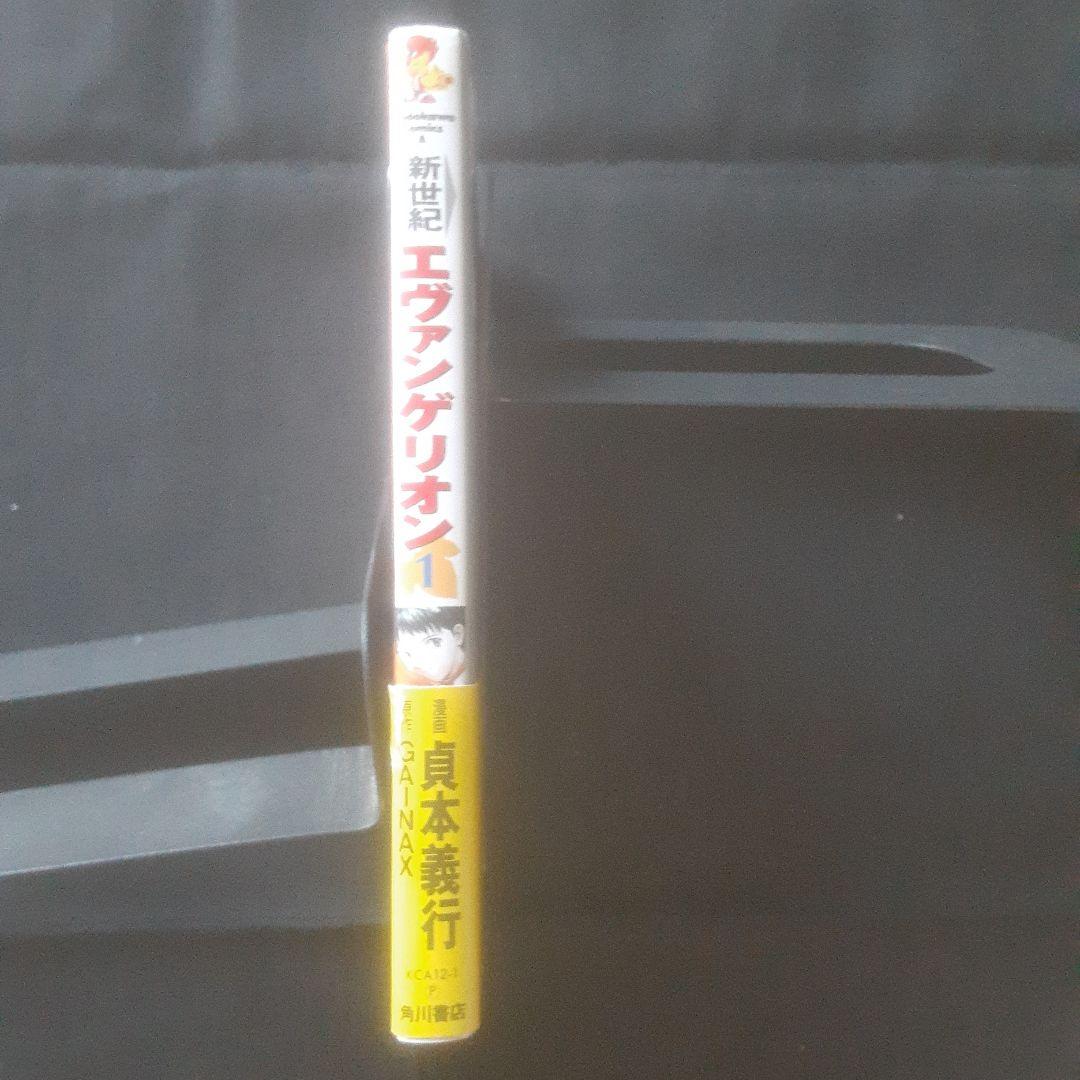 新世紀
エヴァンゲリオン
1
漫画
貞本義行
原作
GAINAX
KCA12-1
P
角川書店